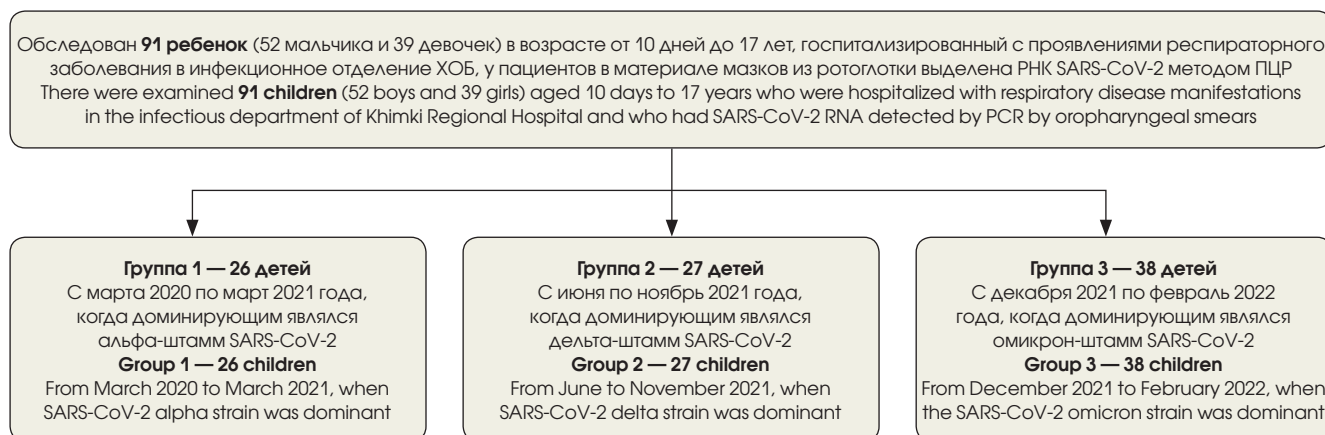 Обследован 91 ребенок (52 мальчика и 39 девочек) в возрасте от 10 дней до 17 лет, госпитализированный с проявлениями респираторного
заболевания в инфекционное отделение ХОБ, у пациентов в материале мазков из ротоглотки выделена РНК SARS-CoV-2 методом ПЦР
There were examined 91 children (52 boys and 39 girls) aged 10 days to 17 years who were hospitalized with respiratory disease manifestations
in the infectious department of Khimki Regional Hospital and who had SARS-CoV-2 RNA detected by PCR by oropharyngeal smears
Группа 1 — 26 детей
С марта 2020 по март 2021 года,
когда доминирующим являлся
альфа-штамм SARS-CoV-2
Group 1 — 26 children
From March 2020 to March 2021, when
SARS-CoV-2 alpha strain was dominant
Группа 2 — 27 детей
С июня по ноябрь 2021 года,
когда доминирующим являлся
дельта-штамм SARS-CoV-2
Group 2 — 27 children
From June to November 2021, when
SARS-CoV-2 delta strain was dominant
Группа 3 — 38 детей
С декабря 2021 по февраль 2022
года, когда доминирующим являлся
омикрон-штамм SARS-CoV-2
Group 3 — 38 children
From December 2021 to February 2022, when
the SARS-CoV-2 omicron strain was dominant